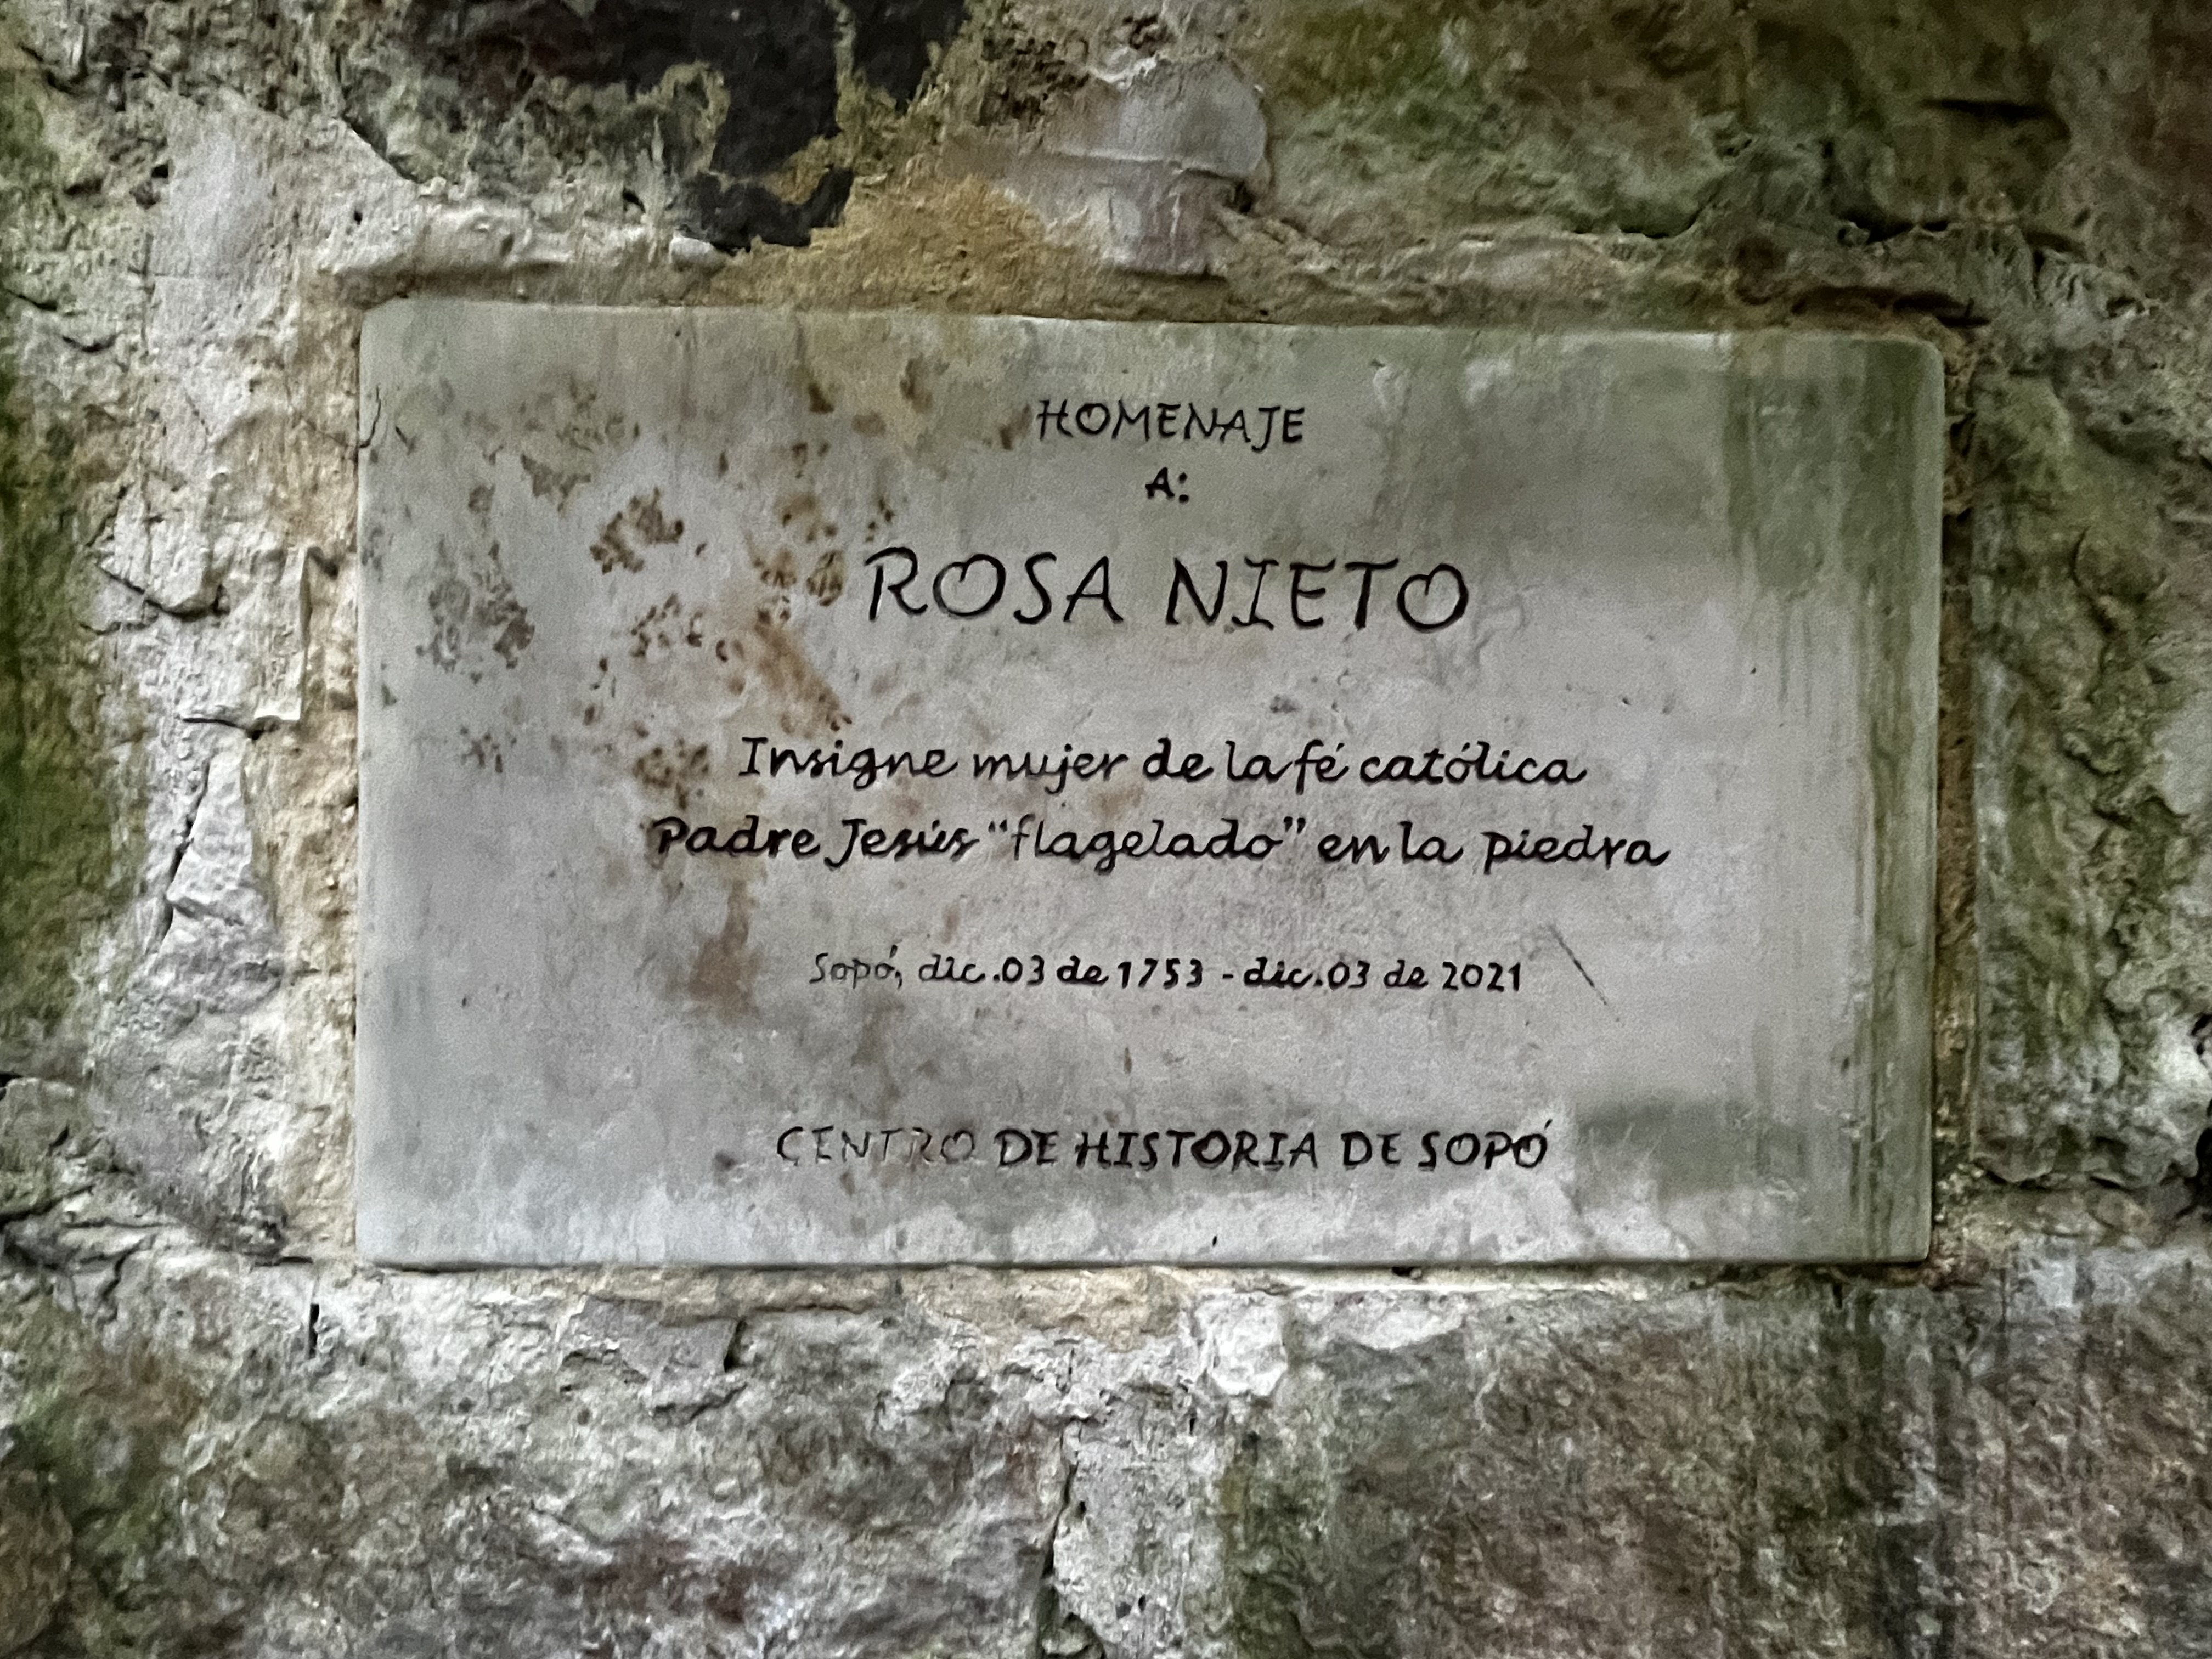 HOMENAJE
A:
ROSA NIETO
Insigne mujer de la fé católica
Padre Jesús “flagelado” en la piedra
Sopó, dic.03 de 1753 - dic.03 de 2021
CENTRO DE HISTORIA DE SOPÓ